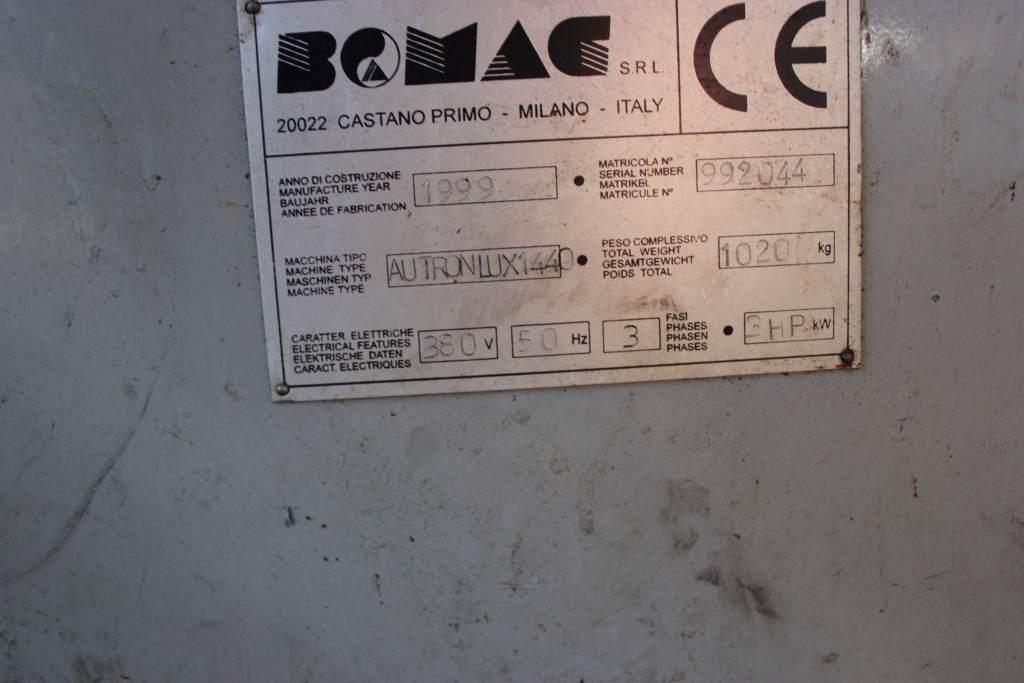 BOMAC S.R.L. CE
20022 CASTANO PRIMO - MILANO - ITALY
ANNO DI COSTRUZIONE
MANUFACTURE YEAR
BAUJAHR
ANNEE DE FABRICATION
1999
MATRICOLA Nº
SERIAL NUMBER
MATRIKEL
MATRICULE Nº
992044
MACCHINA TIPO
MACHINE TYPE
MASCHINEN TYP
MACHINE TYPE
AUTRONLUX1440
PESO COMPLESSIVO
TOTAL WEIGHT
GESAMTGEWICHT
POIDS TOTAL
1020 kg
CARATTER ELETTRICHE
ELECTRICAL FEATURES
ELEKTRISCHE DATEN
CARACT. ELECTRIQUES
380 V
50 Hz
3
FASI
PHASES
PHASEN
PHASES
3HP kW